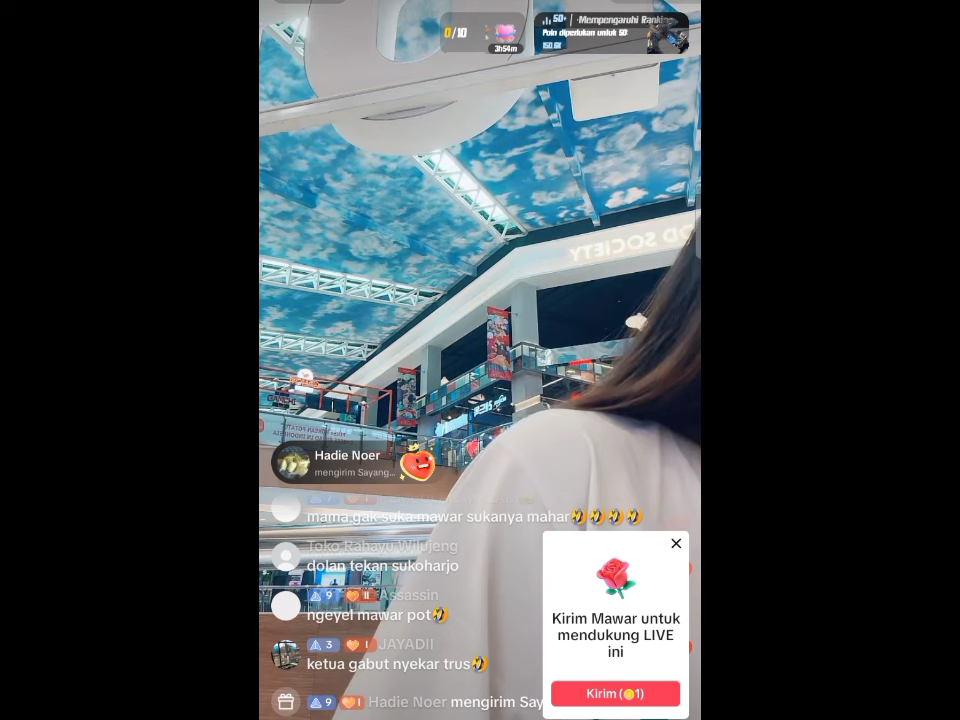 0/10
3h54m
50+ Mempengaruhi Ranking
Poin diperlukan untuk 50
OD SOCIETY
Hadie Noer
mengirim Sayang...
mama gak suka mawar sukanya mahar🤣🤣🤣🤣
Toko Rahayu Wilujeng
dolan tekan sukoharjo
9 II Assassin
ngeyel mawar pot🤣
3 I JAYADII
ketua gabut nyekar trus🤣
9 I Hadie Noer mengirim Say
Kirim Mawar untuk
mendukung LIVE
ini
Kirim (1)